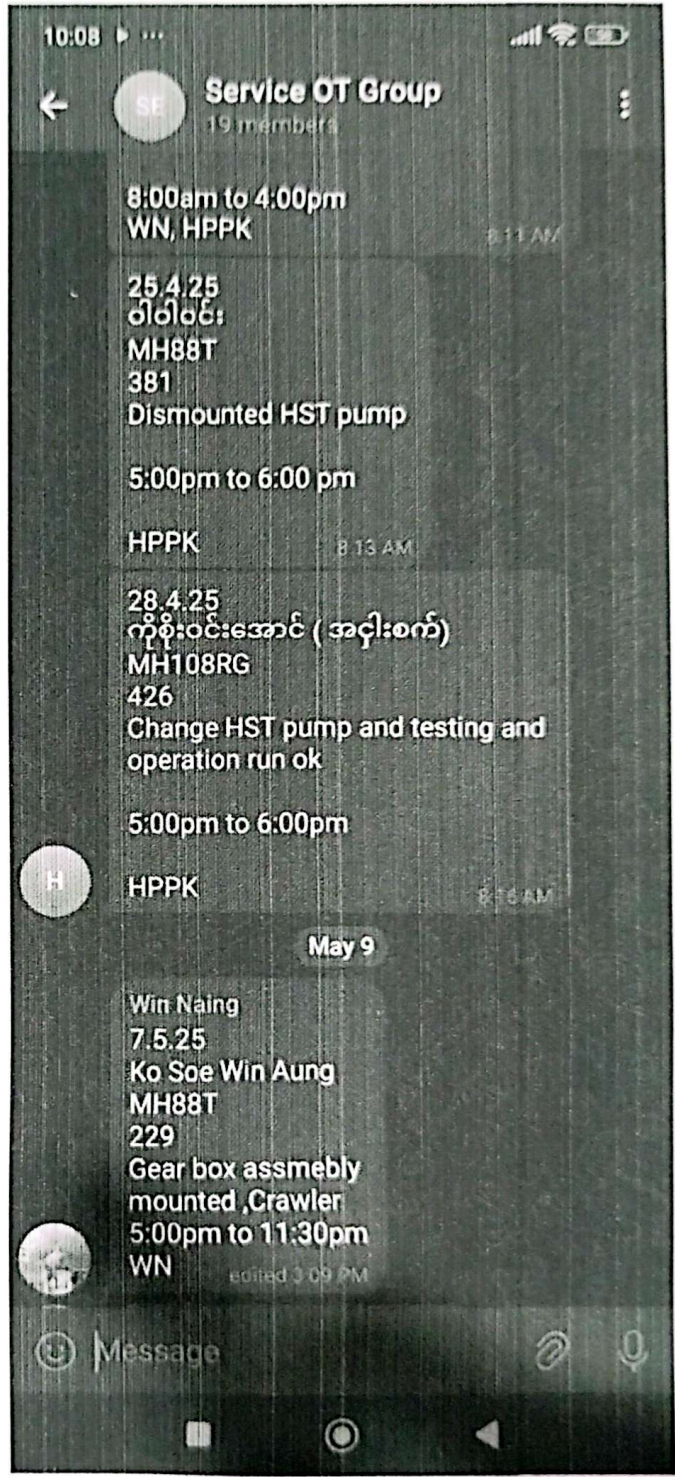 10:08
SE
Service OT Group
19 members
8:00am to 4:00pm
WN, HPPK
8:11 AM
25.4.25
ဝါဝါဝင်း
MH88T
381
Dismounted HST pump
5:00pm to 6:00 pm
HPPK
8:13 AM
28.4.25
ကိုစိုးဝင်းအောင် ( အငှါးစက်)
MH108RG
426
Change HST pump and testing and
operation run ok
5:00pm to 6:00pm
H
HPPK
8:16 AM
May 9
Win Naing
7.5.25
Ko Soe Win Aung
MH88T
229
Gear box assmebly
mounted ,Crawler
5:00pm to 11:30pm
WN
edited 3:09 PM
Message